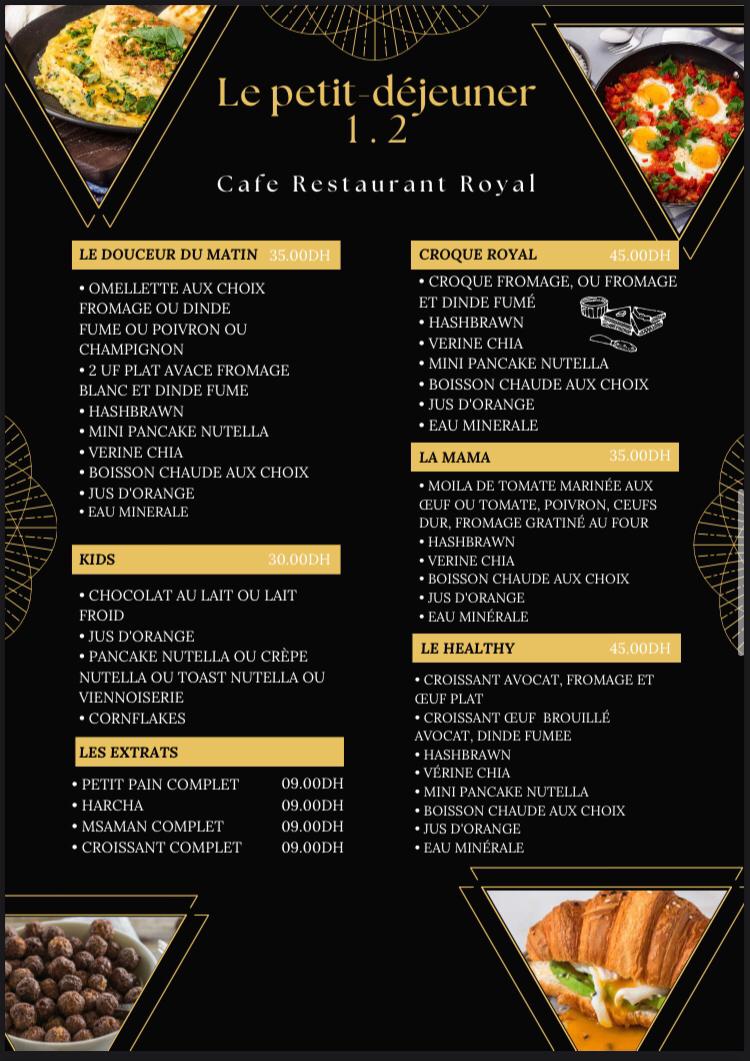 Le petit-déjeuner
1 . 2
Cafe Restaurant Royal
LE DOUCEUR DU MATIN 35.00DH
• OMELLETTE AUX CHOIX
FROMAGE OU DINDE
FUME OU POIVRON OU
CHAMPIGNON
• 2 UF PLAT AVACE FROMAGE
BLANC ET DINDE FUME
• HASHBRAWN
• MINI PANCAKE NUTELLA
• VERINE CHIA
• BOISSON CHAUDE AUX CHOIX
• JUS D'ORANGE
• EAU MINERALE
KIDS 30.00DH
• CHOCOLAT AU LAIT OU LAIT
FROID
• JUS D'ORANGE
• PANCAKE NUTELLA OU CRÈPE
NUTELLA OU TOAST NUTELLA OU
VIENNOISERIE
• CORNFLAKES
LES EXTRATS
• PETIT PAIN COMPLET 09.00DH
• HARCHA 09.00DH
• MSAMAN COMPLET 09.00DH
• CROISSANT COMPLET 09.00DH
CROQUE ROYAL 45.00DH
• CROQUE FROMAGE, OU FROMAGE
ET DINDE FUMÉ
• HASHBRAWN
• VERINE CHIA
• MINI PANCAKE NUTELLA
• BOISSON CHAUDE AUX CHOIX
• JUS D'ORANGE
• EAU MINERALE
LA MAMA 35.00DH
• MOILA DE TOMATE MARINÉE AUX
ŒUF OU TOMATE, POIVRON, CEUFS
DUR, FROMAGE GRATINÉ AU FOUR
• HASHBRAWN
• VERINE CHIA
• BOISSON CHAUDE AUX CHOIX
• JUS D'ORANGE
• EAU MINÉRALE
LE HEALTHY 45.00DH
• CROISSANT AVOCAT, FROMAGE ET
ŒUF PLAT
• CROISSANT ŒUF BROUILLÉ
AVOCAT, DINDE FUMEE
• HASHBRAWN
• VÉRINE CHIA
• MINI PANCAKE NUTELLA
• BOISSON CHAUDE AUX CHOIX
• JUS D'ORANGE
• EAU MINÉRALE